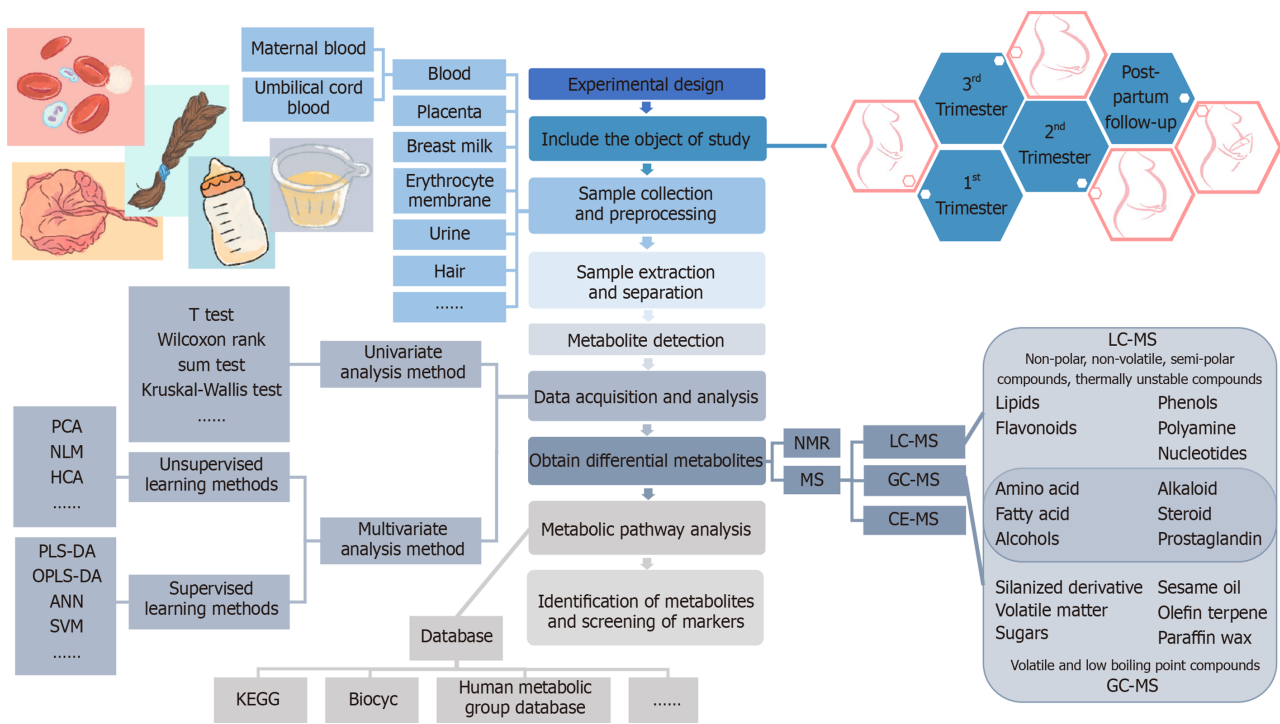 Maternal blood
Umbilical cord
blood
Blood
Placenta
Breast milk
Erythrocyte
membrane
Urine
Hair
......
Experimental design
Include the object of study
Sample collection
and preprocessing
Sample extraction
and separation
Metabolite detection
Data acquisition and analysis
Obtain differential metabolites
Metabolic pathway analysis
Identification of metabolites
and screening of markers
3rd
Trimester
2nd
Trimester
1st
Trimester
Post-
partum
follow-up
T test
Wilcoxon rank
sum test
Kruskal-Wallis test
......
Univariate
analysis method
PCA
NLM
HCA
......
Unsupervised
learning methods
Multivariate
analysis method
PLS-DA
OPLS-DA
ANN
SVM
......
Supervised
learning methods
Database
KEGG
Biocyc
Human metabolic
group database
......
NMR
MS
LC-MS
GC-MS
CE-MS
LC-MS
Non-polar, non-volatile, semi-polar
compounds, thermally unstable compounds
Lipids
Flavonoids
Phenols
Polyamine
Nucleotides
Amino acid
Fatty acid
Alcohols
Alkaloid
Steroid
Prostaglandin
Silanized derivative
Volatile matter
Sugars
Sesame oil
Olefin terpene
Paraffin wax
Volatile and low boiling point compounds
GC-MS